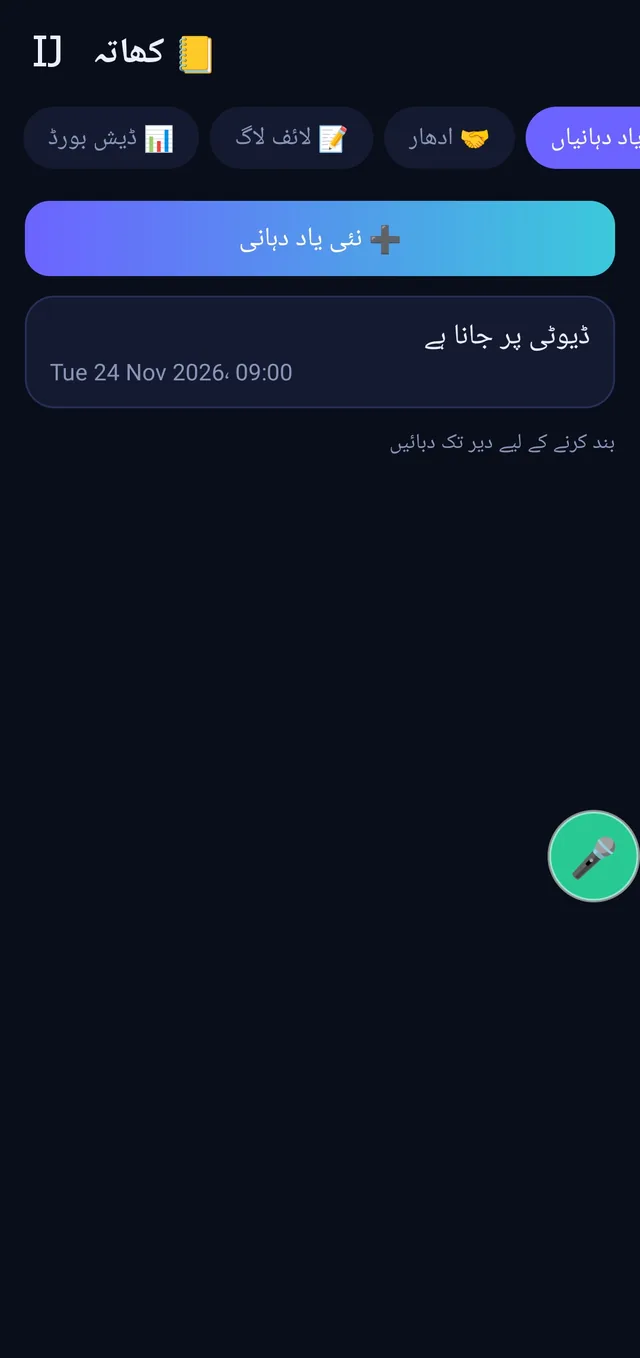 کھاتہ
IJ
ڈیش بورڈ
لائف لاگ
ادھار
یاد دہانیاں
نئی یاد دہانی
ڈیوٹی پر جانا ہے
Tue 24 Nov 2026، 09:00
بند کرنے کے لیے دیر تک دبائیں